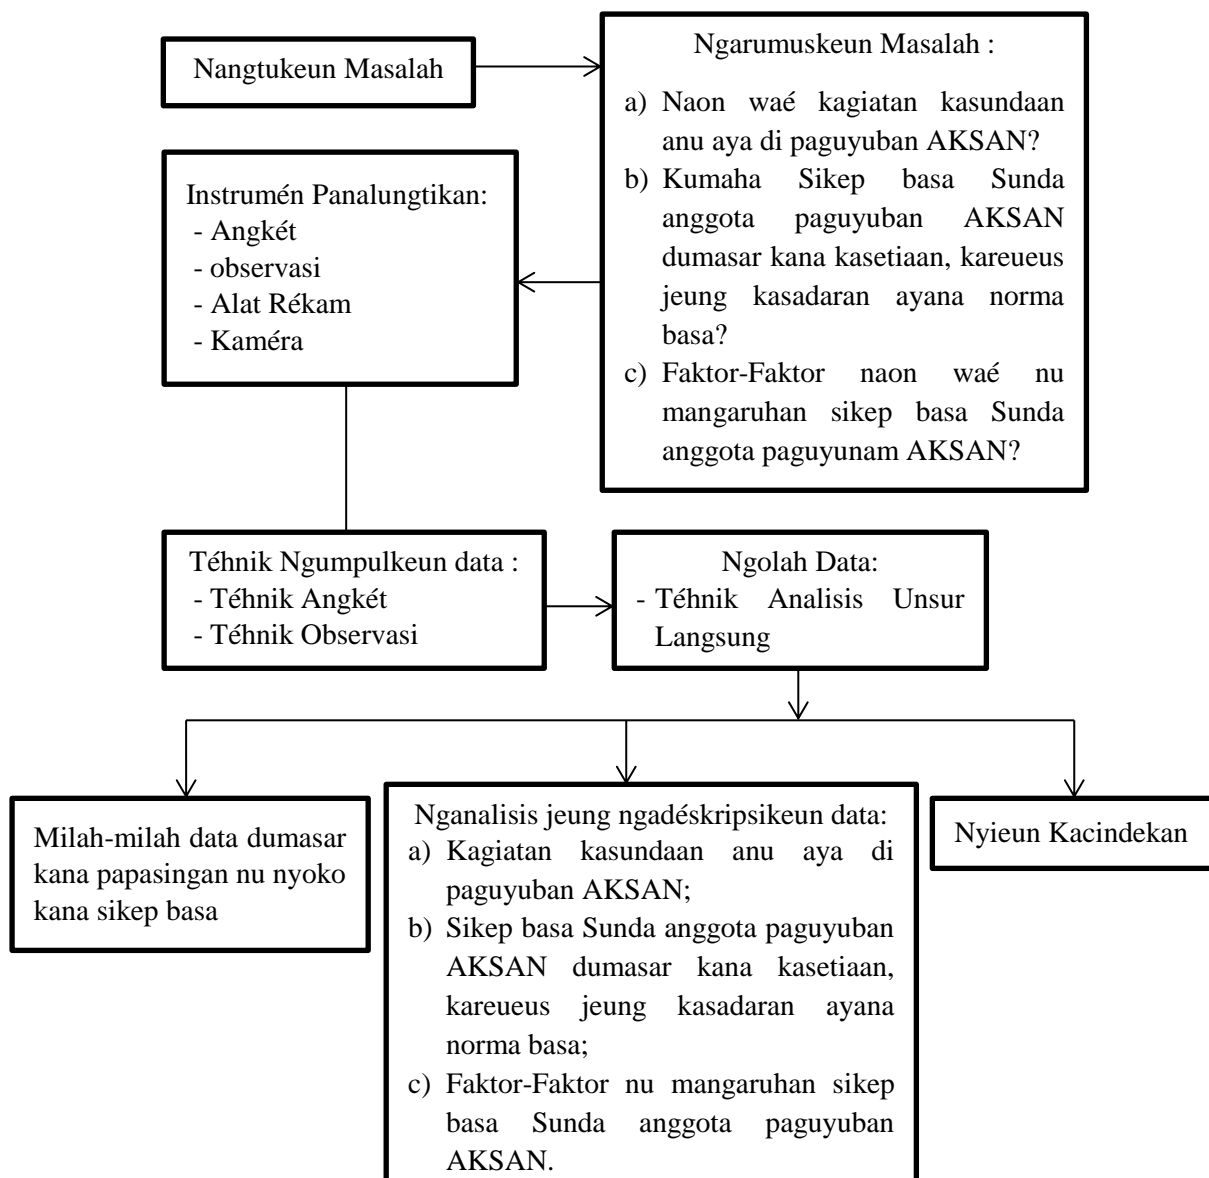 Nangtukeun Masalah
Ngarumuskeun Masalah :
a) Naon waé kagiatan kasundaan
anu aya di paguyuban AKSAN?
b) Kumaha Sikep basa Sunda
anggota paguyuban AKSAN
dumasar kana kasetiaan, kareueus
jeung kasadaran ayana norma
basa?
c) Faktor-Faktor naon waé nu
mangaruhan sikep basa Sunda
anggota paguyunam AKSAN?
Instrumén Panalungtikan:
- Angkét
- observasi
- Alat Rékam
- Kaméra
Téhnik Ngumpulkeun data :
- Téhnik Angkét
- Téhnik Observasi
Ngolah Data:
- Téhnik Analisis Unsur
Langsung
Milah-milah data dumasar
kana papasingan nu nyoko
kana sikep basa
Nganalisis jeung ngadéskripsikeun data:
a) Kagiatan kasundaan anu aya di
paguyuban AKSAN;
b) Sikep basa Sunda anggota paguyuban
AKSAN dumasar kana kasetiaan,
kareueus jeung kasadaran ayana
norma basa;
c) Faktor-Faktor nu mangaruhan sikep
basa Sunda anggota paguyuban
AKSAN.
Nyieun Kacindekan